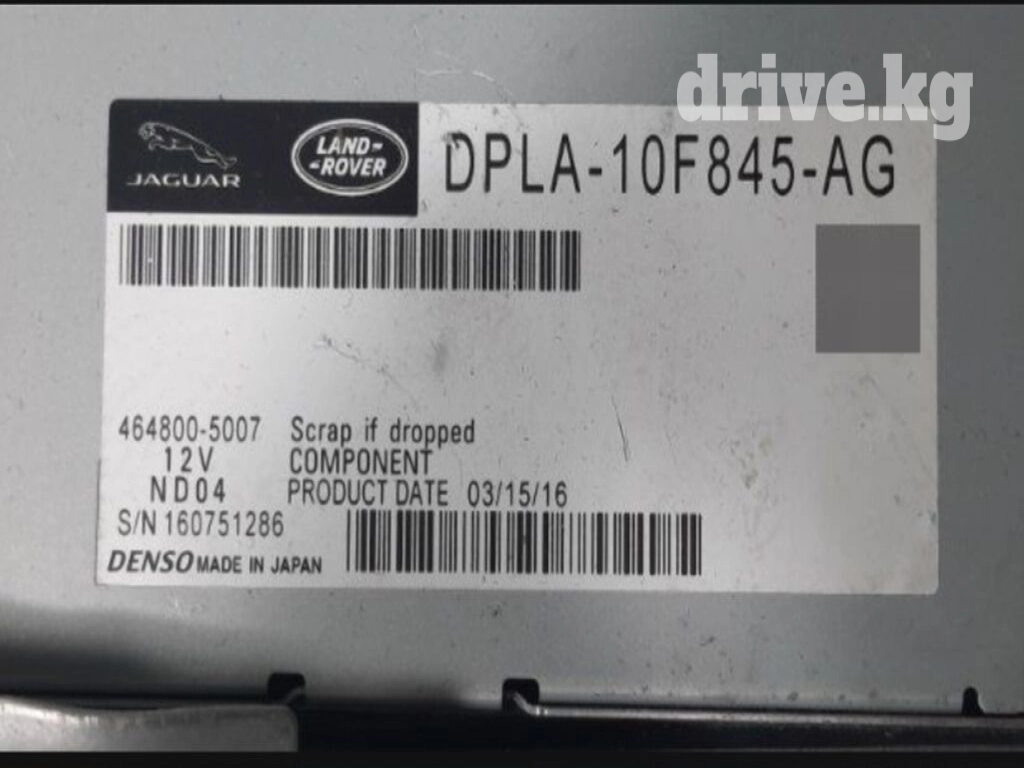 drive.kg
JAGUAR
LAND-
-ROVER
DPLA-10F845-AG
464800-5007 Scrap if dropped
12V COMPONENT
ND04 PRODUCT DATE 03/15/16
S/N 160751286
DENSO MADE IN JAPAN